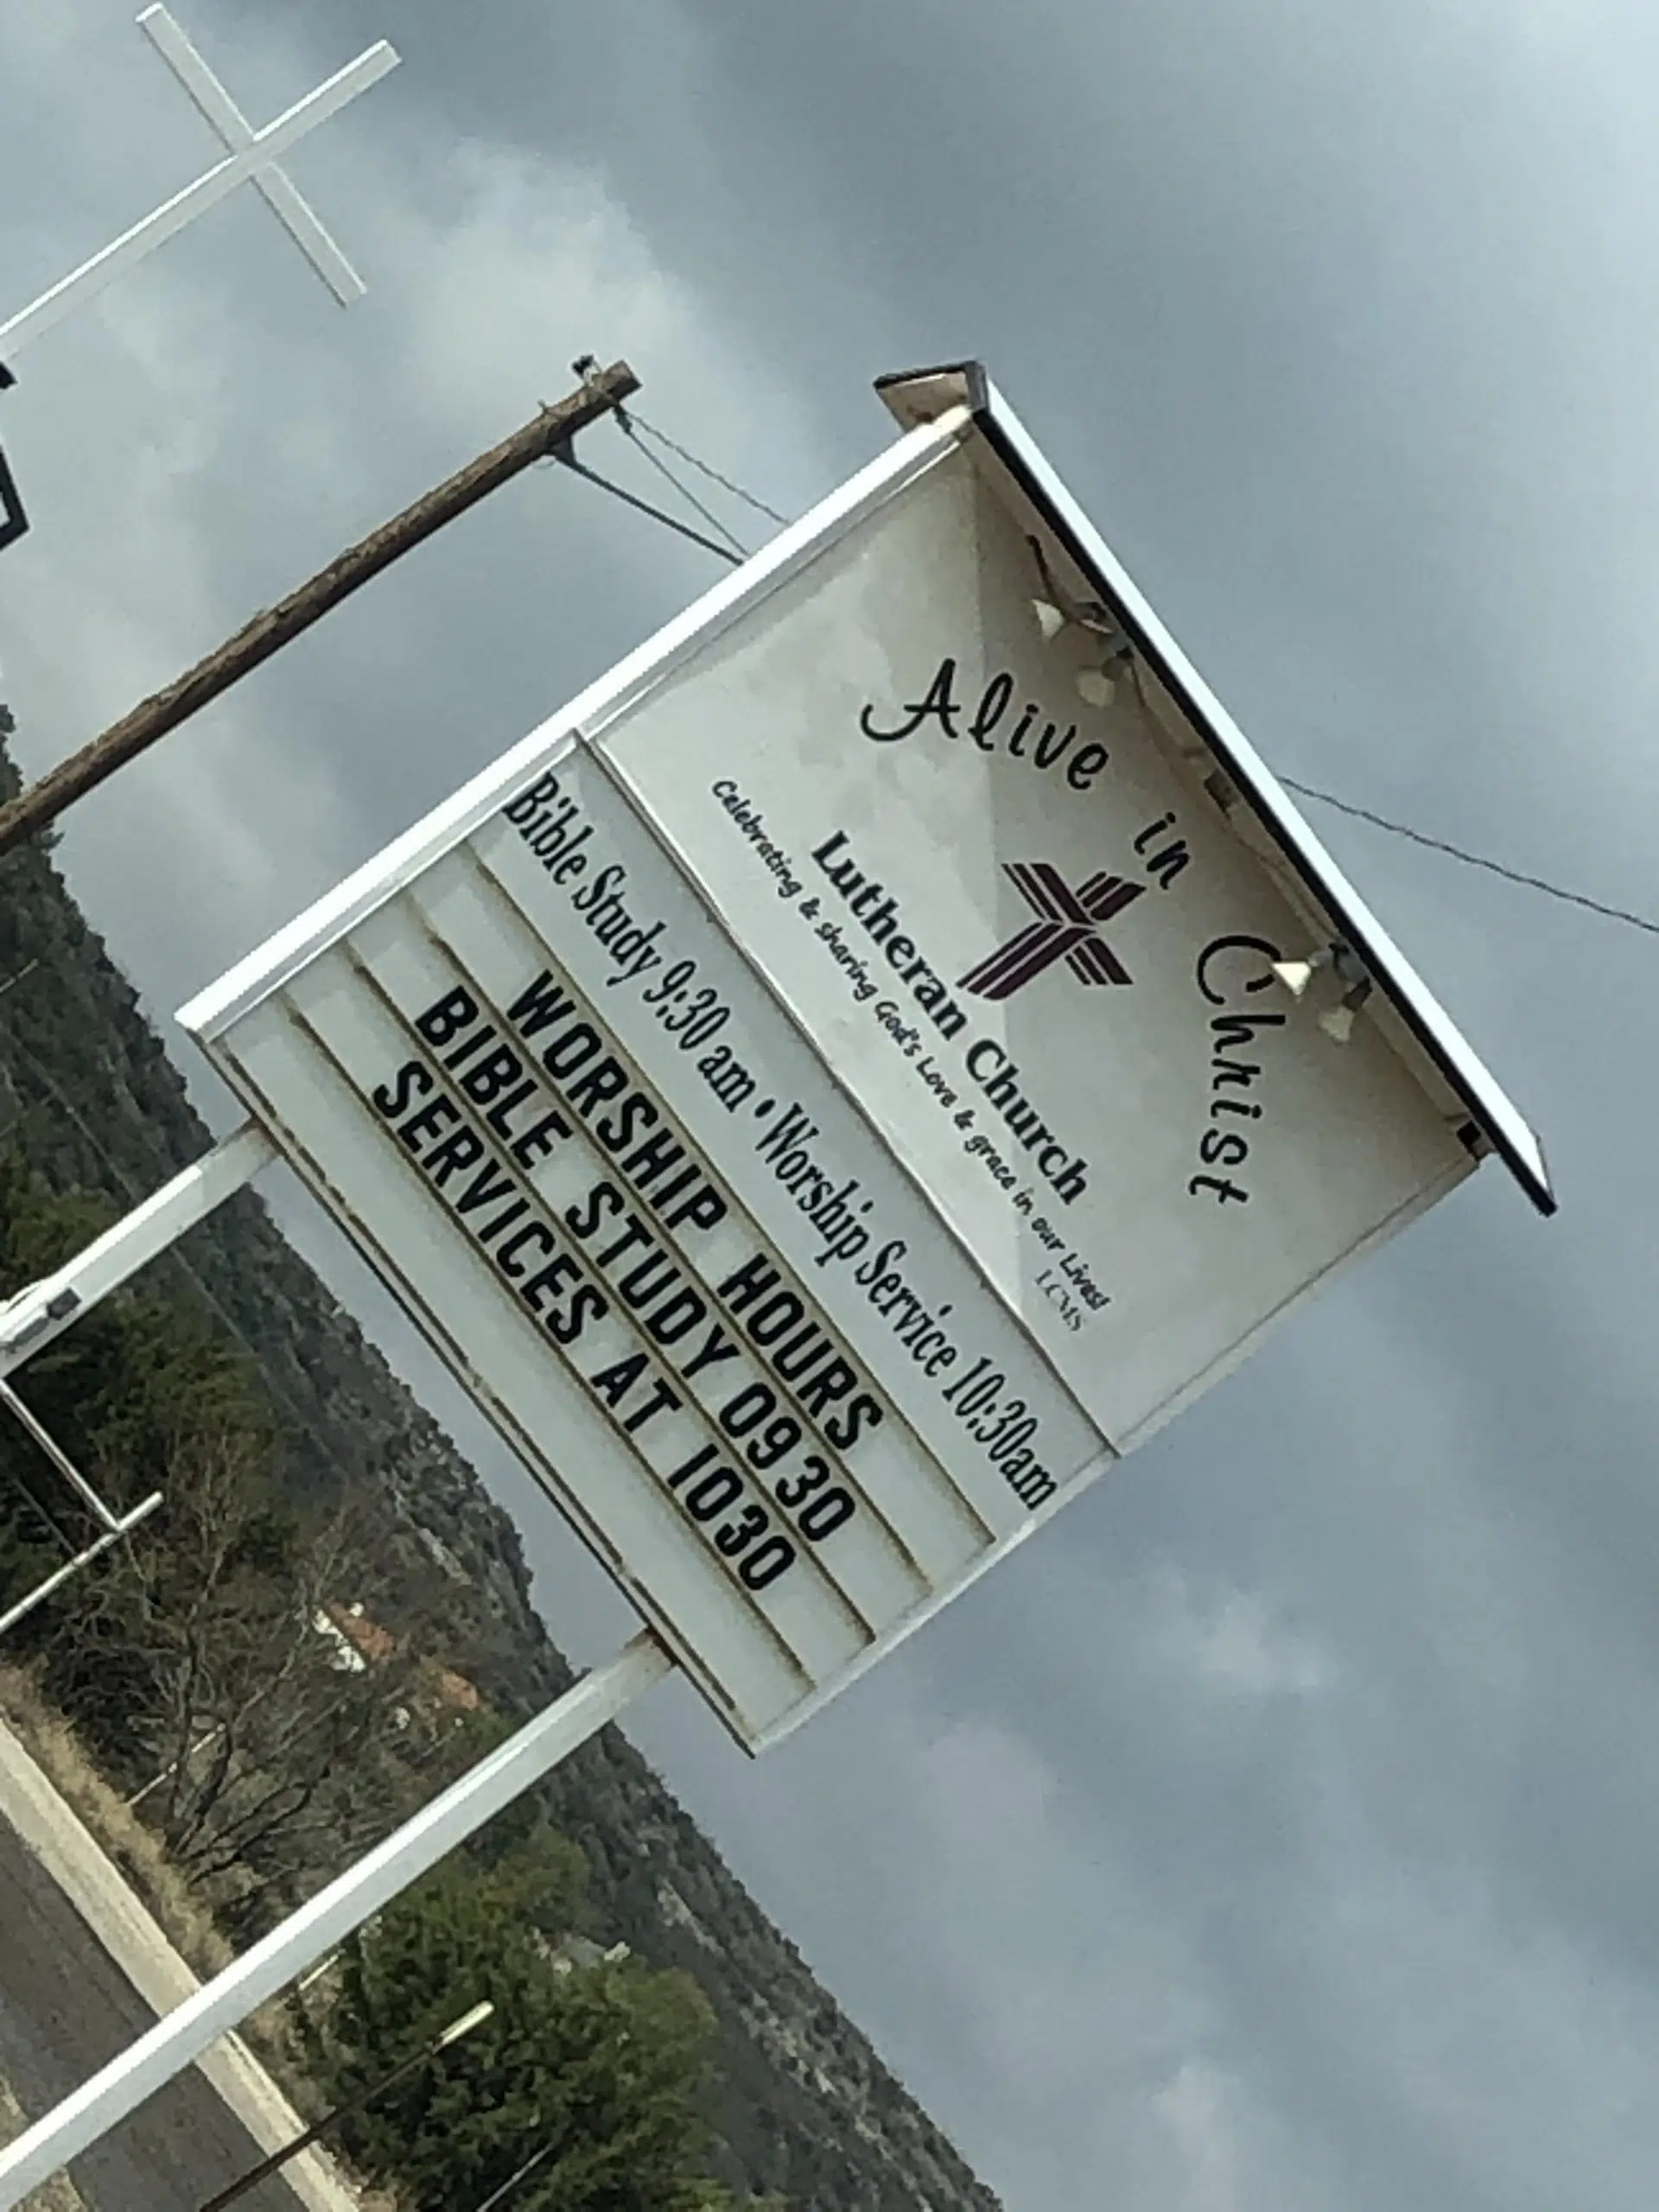 Alive in Christ
Lutheran Church
Celebrating & sharing God's Love & grace in our Lives!
LCMS
Bible Study 9:30 am • Worship Service 10:30am
WORSHIP HOURS
BIBLE STUDY 0930
SERVICES AT 1030